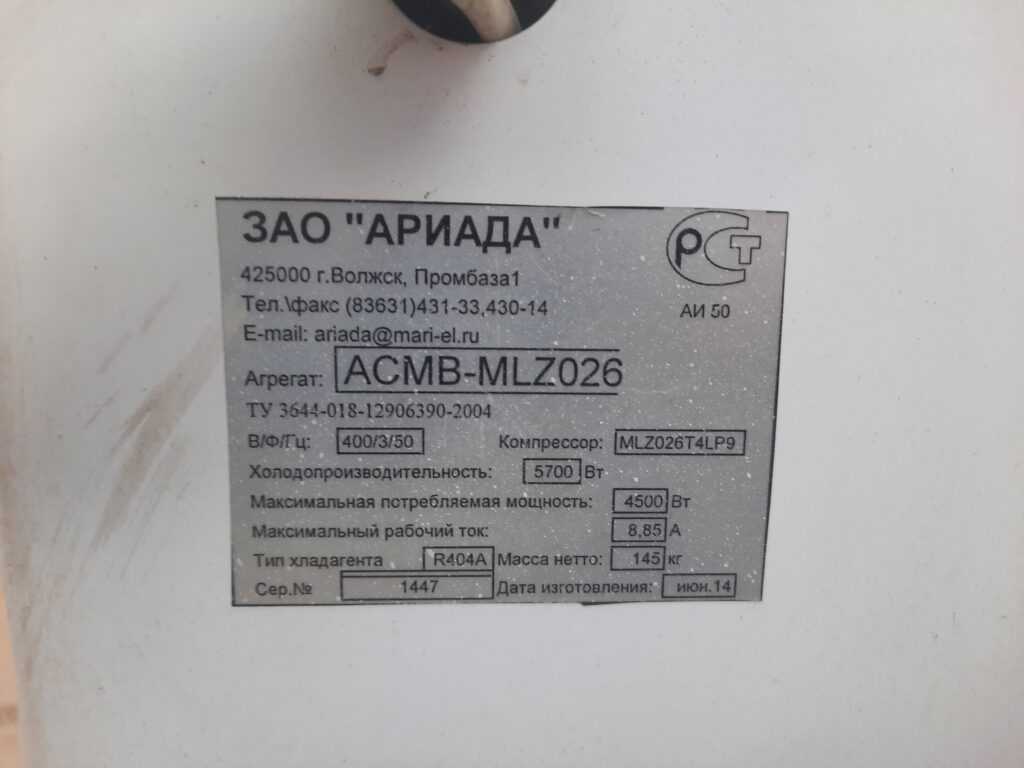 ЗАО "АРИАДА"
РСТ
425000 г.Волжск, Промбаза1
Тел.\факс (83631)431-33,430-14
АИ 50
E-mail: ariada@mari-el.ru
Агрегат: ACMB-MLZ026
ТУ 3644-018-12906390-2004
В/Ф/Гц: 400/3/50 Компрессор: MLZ026T4LP9
Холодопроизводительность: 5700 Вт
Максимальная потребляемая мощность: 4500 Вт
Максимальный рабочий ток: 8,85 А
Тип хладагента R404A Масса нетто: 145 кг
Сер.№ 1447 Дата изготовления: июн.14